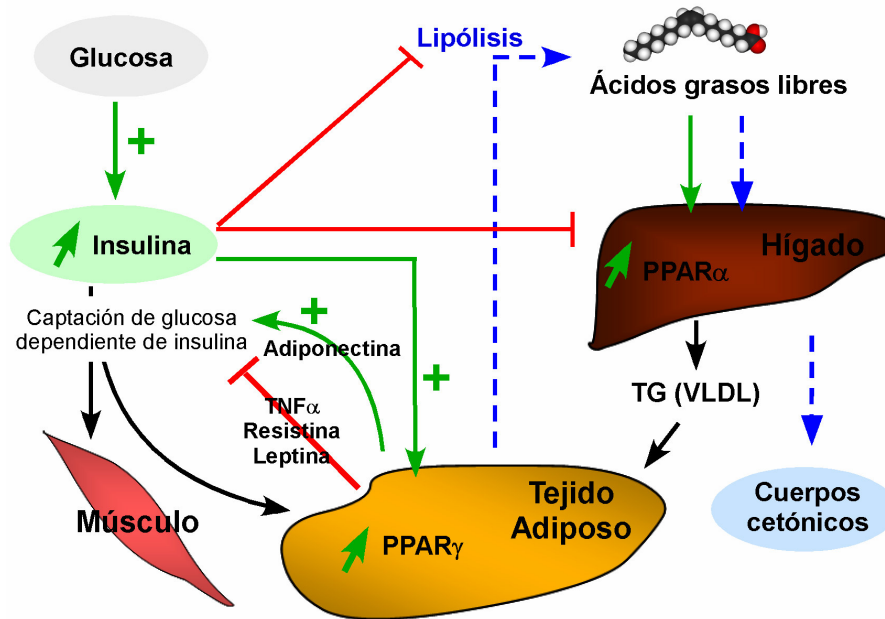 Glucosa
+
Lipólisis
Ácidos grasos libres
Insulina
Hígado
PPARα
Captación de glucosa
dependiente de insulina
+
Adiponectina
+
TNFα
Resistina
Leptina
TG (VLDL)
Músculo
Tejido
Adiposo
PPARγ
Cuerpos
cetónicos